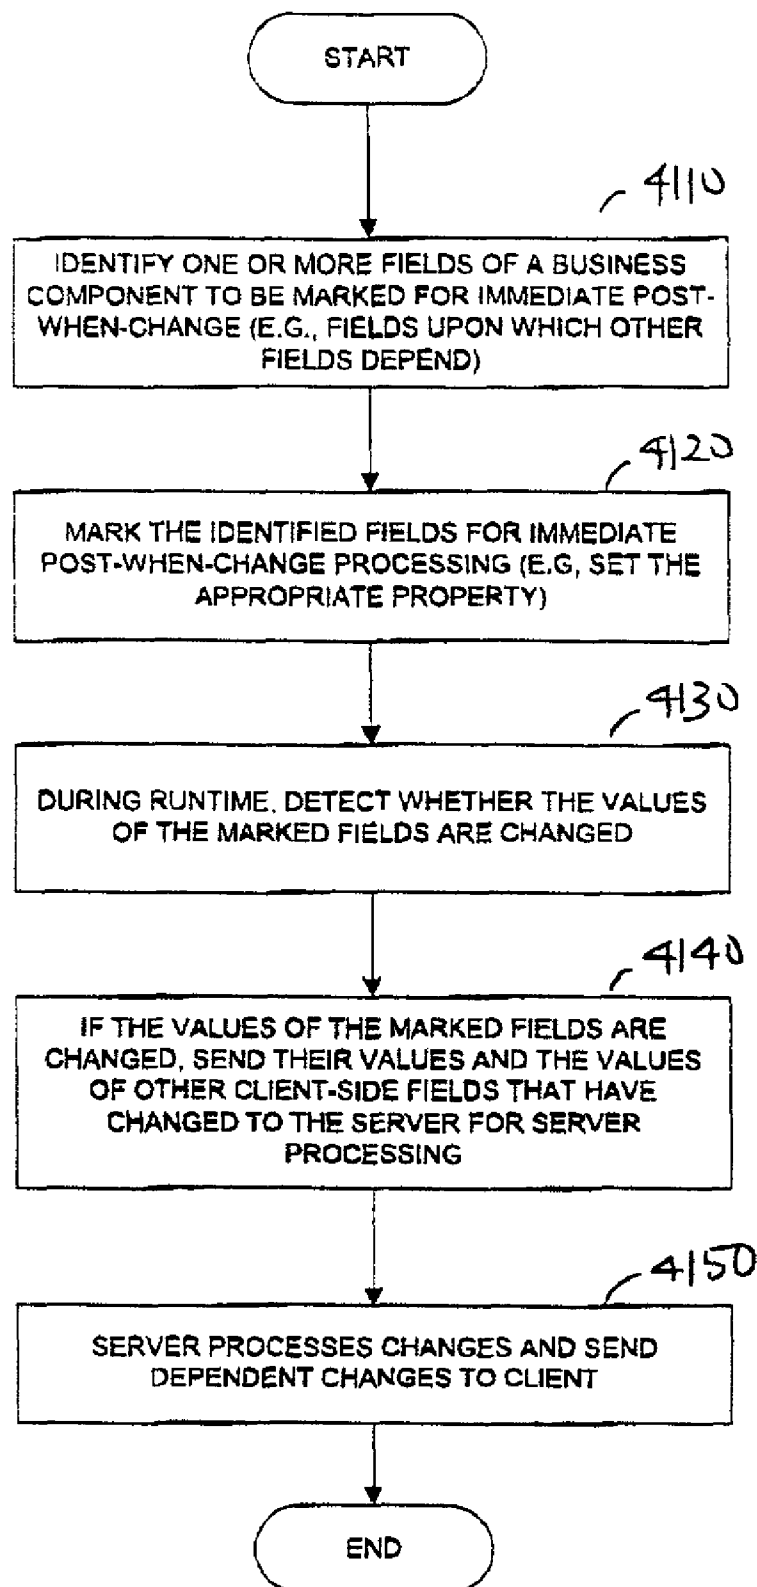 START
4110
IDENTIFY ONE OR MORE FIELDS OF A BUSINESS
COMPONENT TO BE MARKED FOR IMMEDIATE POST-
WHEN-CHANGE (E.G., FIELDS UPON WHICH OTHER
FIELDS DEPEND)
4120
MARK THE IDENTIFIED FIELDS FOR IMMEDIATE
POST-WHEN-CHANGE PROCESSING (E.G, SET THE
APPROPRIATE PROPERTY)
4130
DURING RUNTIME, DETECT WHETHER THE VALUES
OF THE MARKED FIELDS ARE CHANGED
4140
IF THE VALUES OF THE MARKED FIELDS ARE
CHANGED, SEND THEIR VALUES AND THE VALUES
OF OTHER CLIENT-SIDE FIELDS THAT HAVE
CHANGED TO THE SERVER FOR SERVER
PROCESSING
4150
SERVER PROCESSES CHANGES AND SEND
DEPENDENT CHANGES TO CLIENT
END